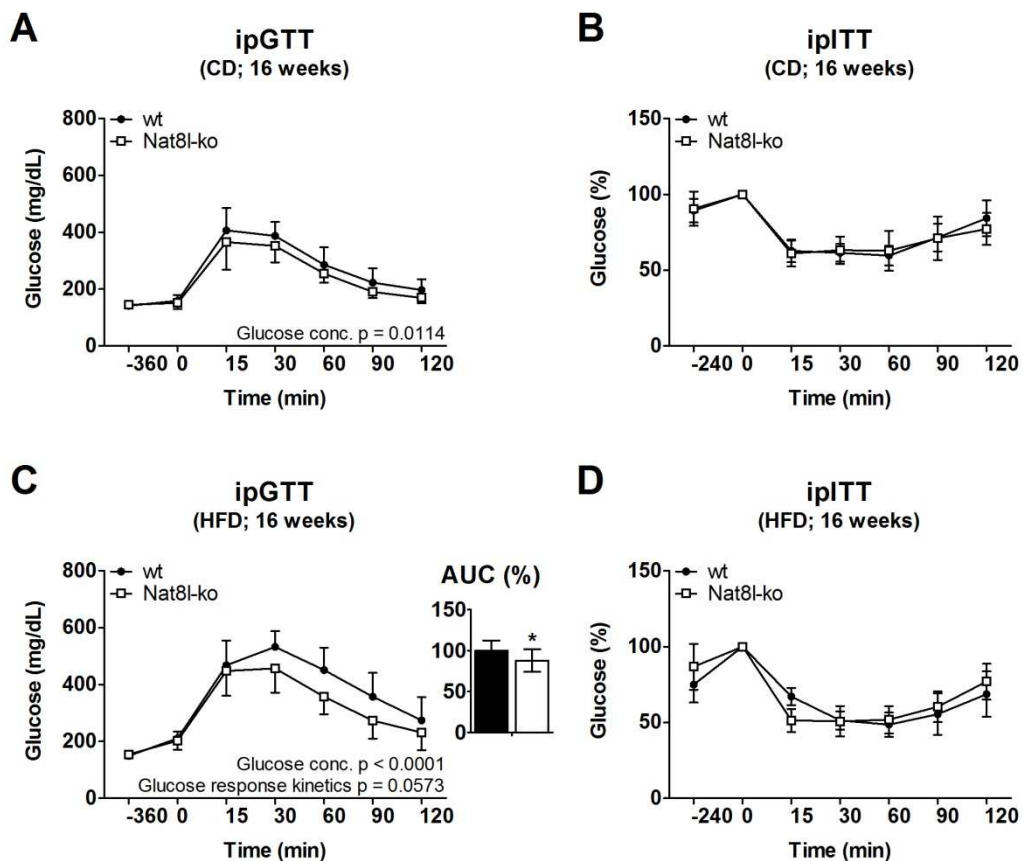 A
ipGTT
(CD; 16 weeks)
800
600
400
200
0
Glucose (mg/dL)
wt
Nat8l-ko
Glucose conc. p = 0.0114
-360 0 15 30 60 90 120
Time (min)
B
ipITT
(CD; 16 weeks)
150
100
50
0
Glucose (%)
wt
Nat8l-ko
-240 0 15 30 60 90 120
Time (min)
C
ipGTT
(HFD; 16 weeks)
800
600
400
200
0
Glucose (mg/dL)
wt
Nat8l-ko
Glucose conc. p < 0.0001
Glucose response kinetics p = 0.0573
-360 0 15 30 60 90 120
Time (min)
AUC (%)
150
100
50
0
*
D
ipITT
(HFD; 16 weeks)
150
100
50
0
Glucose (%)
wt
Nat8l-ko
-240 0 15 30 60 90 120
Time (min)